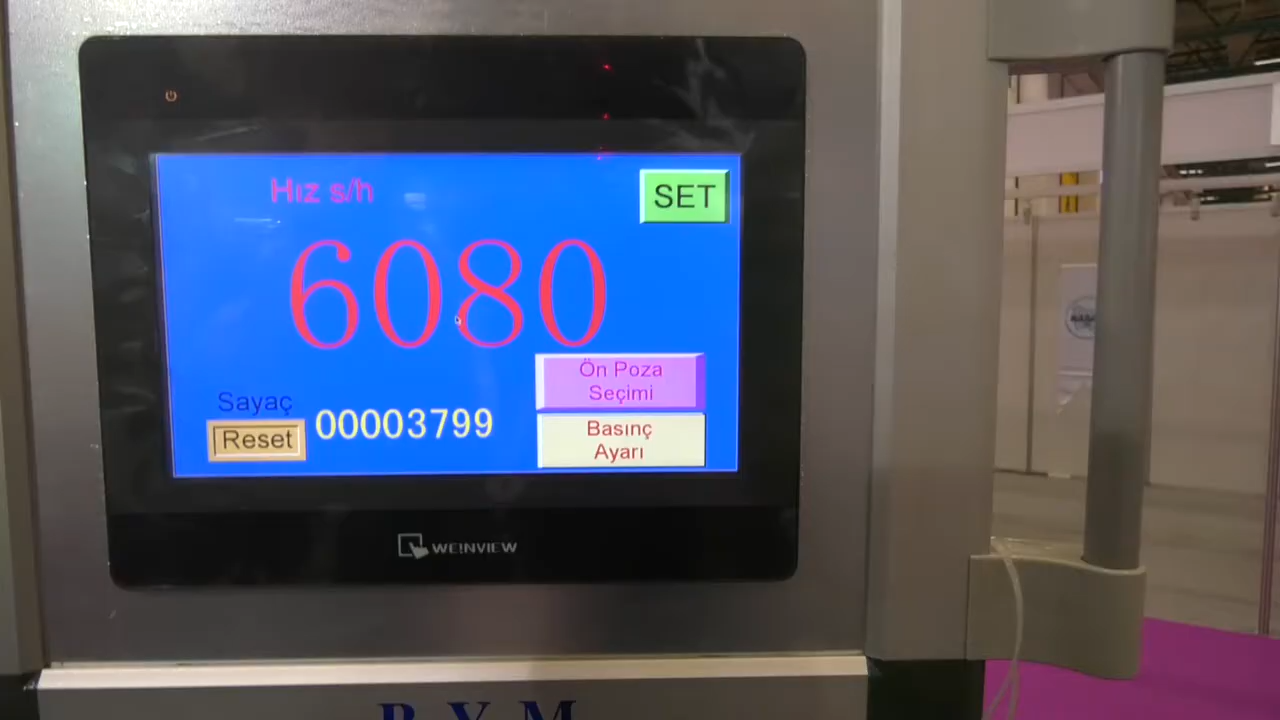 Hız s/h
SET
6080
Ön Poza
Seçimi
Sayaç
Reset
00003799
Basınç
Ayarı
WEINVIEW
B Y M